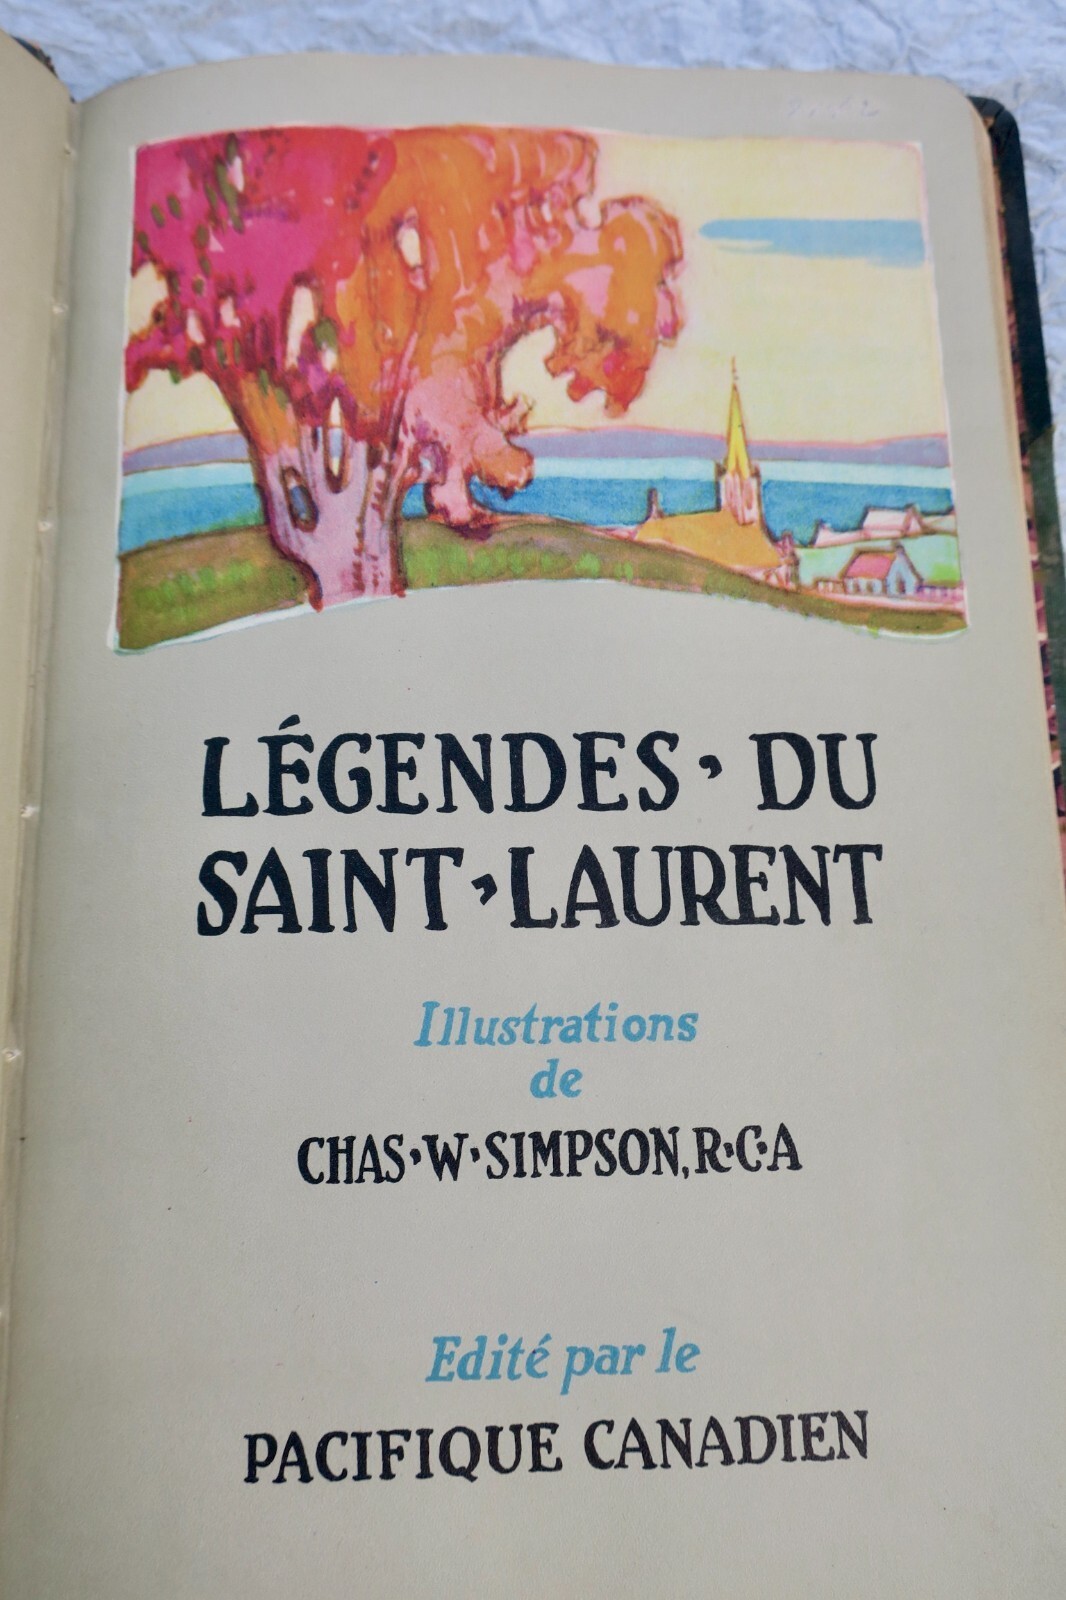 LÉGENDES · DU
SAINT · LAURENT
Illustrations
de
CHAS · W · SIMPSON, R · C · A
Edité par le
PACIFIQUE CANADIEN